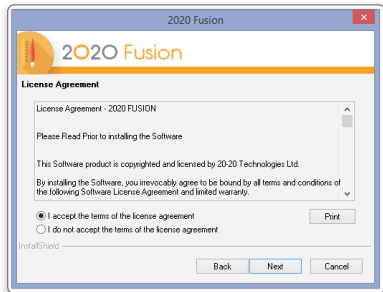 2020 Fusion
2020 Fusion
License Agreement
License Agreement - 2020 FUSION
Please Read Prior to installing the Software
This Software product is copyrighted and licensed by 20-20 Technologies Ltd.
By installing the Software, you irrevocably agree to be bound by all terms and conditions of
the following Software License Agreement and limited warranty.
I accept the terms of the license agreement
Print
I do not accept the terms of the license agreement
InstallShield
Back Next Cancel